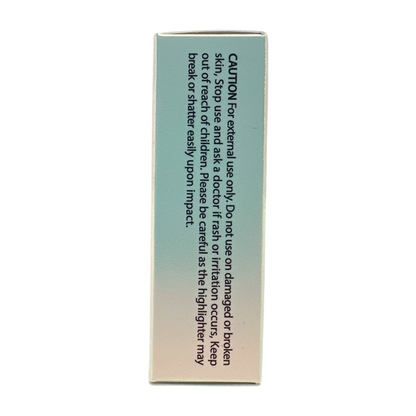 CAUTION For external use only. Do not use on damaged or broken
skin, Stop use and ask a doctor if rash or irritation occurs, Keep
out of reach of children. Please be careful as the highlighter may
break or shatter easily upon impact.